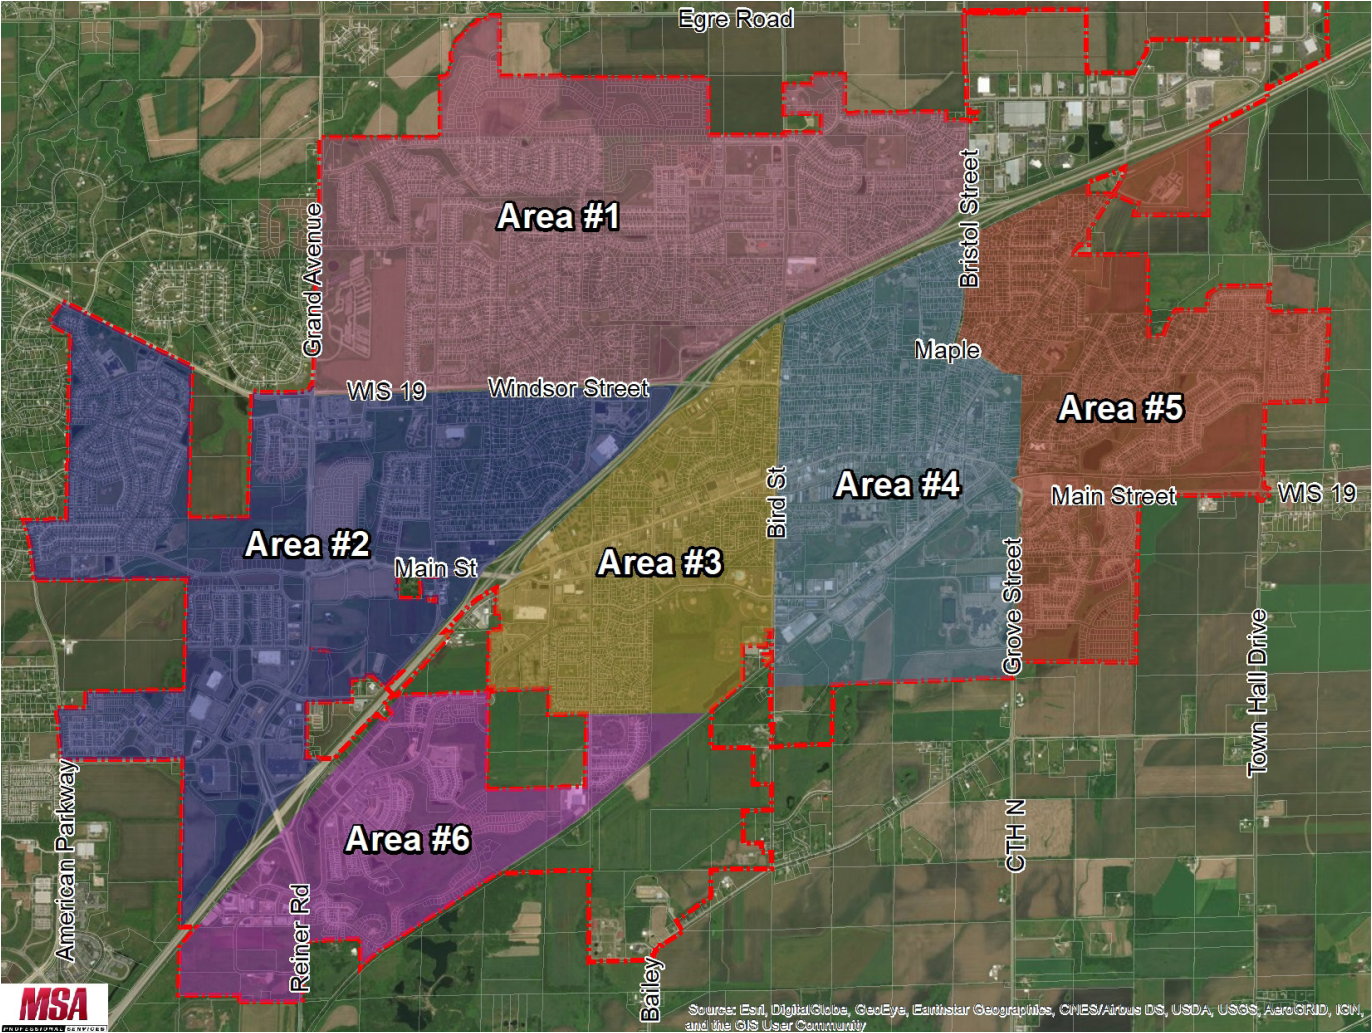 Egre Road
Bristol Street
Area #1
Grand Avenue
Maple
WIS 19
Windsor Street
Area #5
Bird St
Area #4
Main Street
WIS 19
Area #2
Main St
Area #3
Grove Street
Town Hall Drive
American Parkway
Area #6
CTH N
Reiner Rd
Bailey
MSA
PROFESSIONAL SERVICES
Source: Esri, DigitalGlobe, GeoEye, Earthstar Geographics, CNES/Airbus DS, USDA, USGS, AeroGRID, IGN,
and the GIS User Community